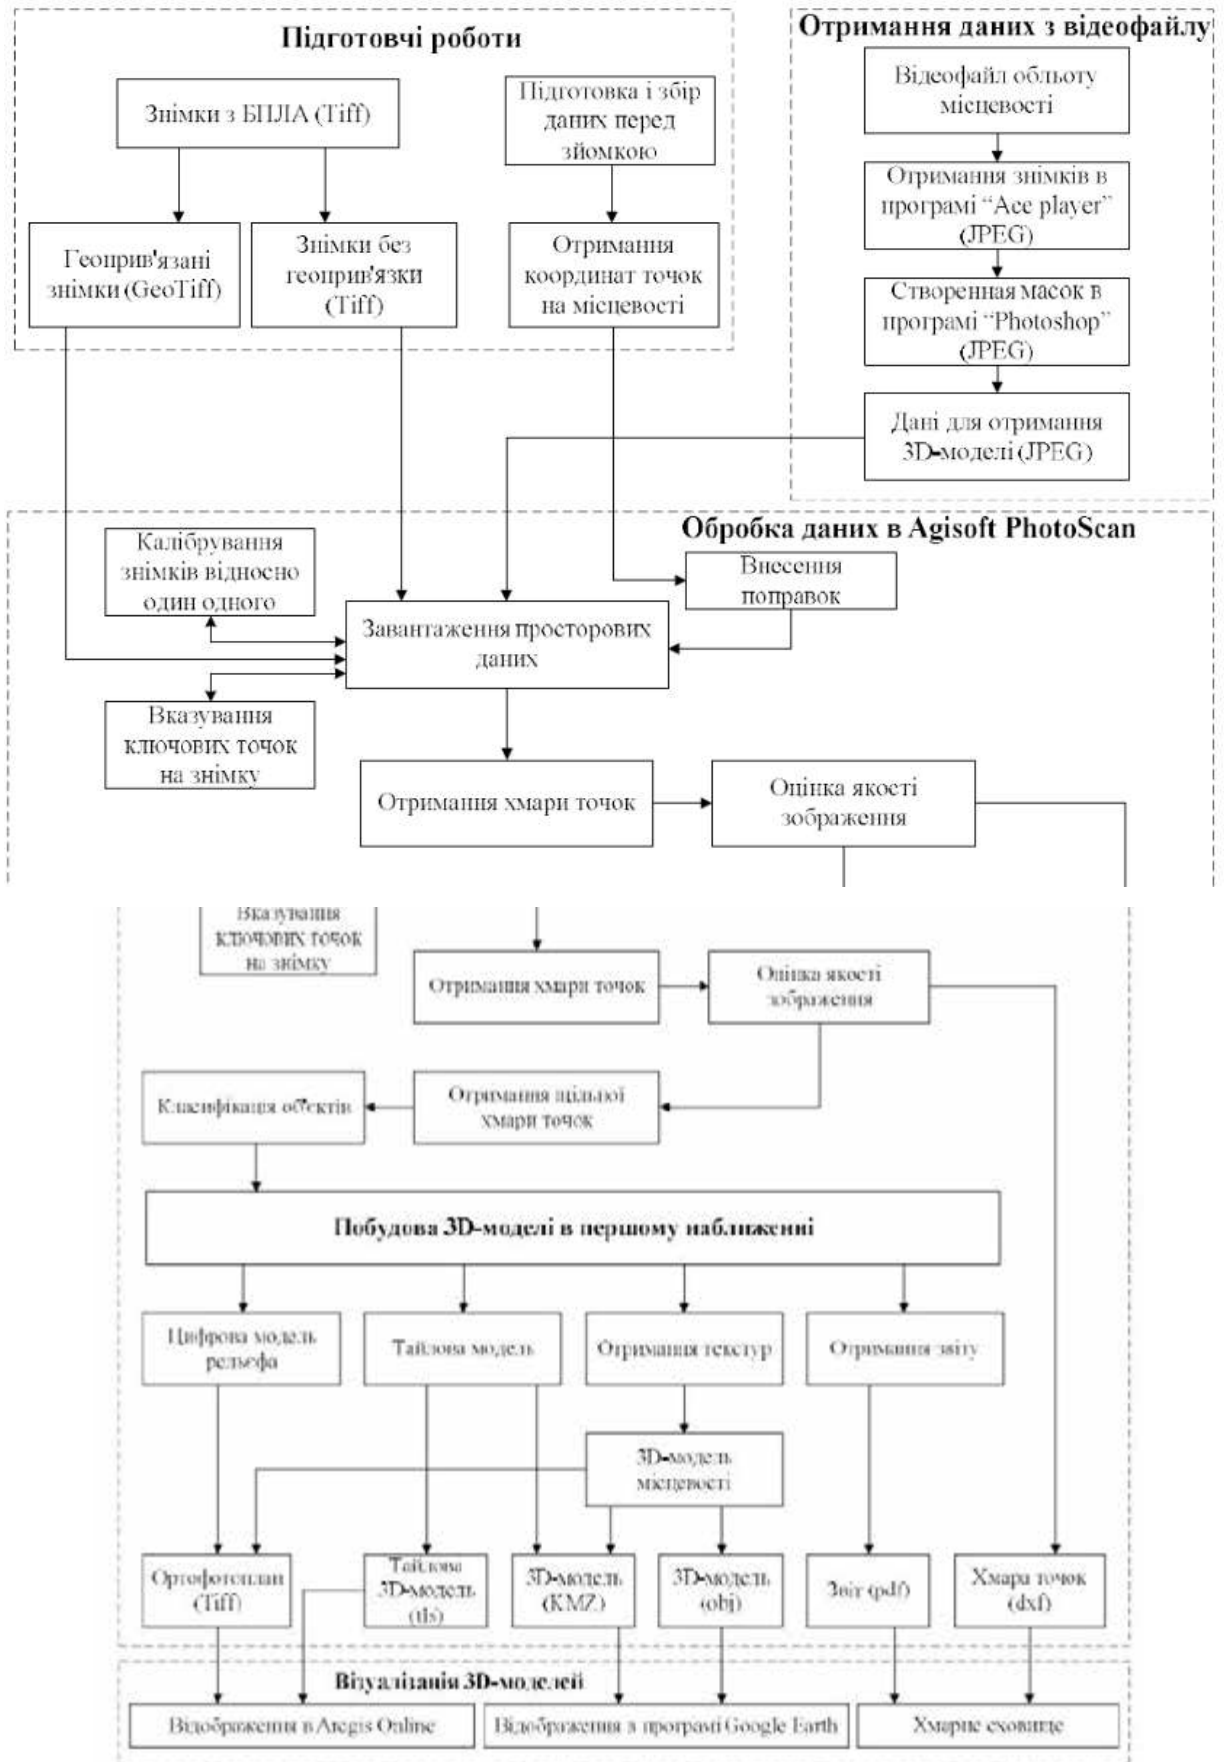 Підготовчі роботи
Знімки з БПЛА (Tiff)
Підготовка і збір
даних перед
зйомкою
Геоприв'язані
знімки (GeoTiff)
Знімки без
геоприв'язки
(Tiff)
Отримання
координат точок
на місцевості
Отримання даних з відеофайлу
Відеофайл обльоту
місцевості
Отримання знімків в
програмі “Ace player”
(JPEG)
Створенная масок в
програмі “Photoshop”
(JPEG)
Дані для отримання
3D-моделі (JPEG)
Обробка даних в Agisoft PhotoScan
Калібрування
знімків відносно
один одного
Внесення
поправок
Завантаження просторових
даних
Вказування
ключових точок
на знімку
Отримання хмари точок
Оцінка якості
зображення
Вказування
ключових точок
на знімку
Отримання хмари точок
Оцінка якості
зображення
Класифікація об'єктів
Отримання щільної
хмари точок
Побудова 3D-моделі в першому наближенні
Цифрова модель
рельєфа
Тайлова модель
Отримання текстур
Отримання звіту
3D-модель
місцевості
Ортофотоплан
(Tiff)
Тайлова
3D-модель
(tls)
3D-модель
(KMZ)
3D-модель
(obj)
Звіт (pdf)
Хмара точок
(dxf)
Візуалізація 3D-моделей
Відображення в Arcgis Online
Відображення в програмі Google Earth
Хмарне сховище